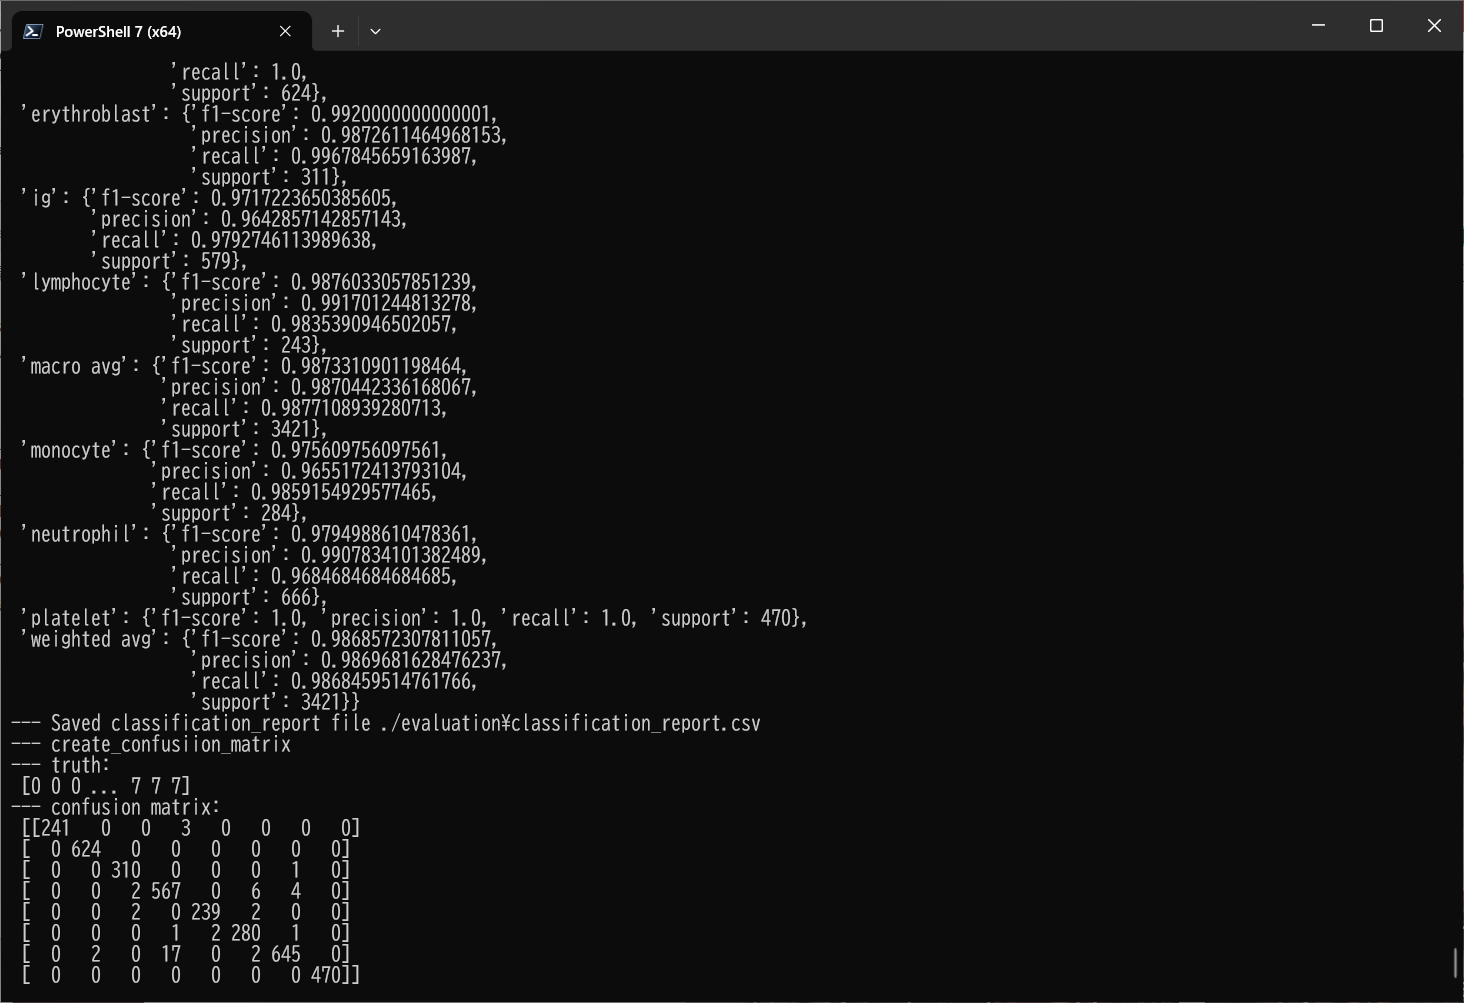 PowerShell 7 (x64)
'recall': 1.0,
'support': 624},
'erythroblast': {'f1-score': 0.9920000000000001,
'precision': 0.9872611464968153,
'recall': 0.9967845659163987,
'support': 311},
'ig': {'f1-score': 0.9717223650385605,
'precision': 0.9642857142857143,
'recall': 0.9792746113989638,
'support': 579},
'lymphocyte': {'f1-score': 0.9876033057851239,
'precision': 0.991701244813278,
'recall': 0.9835390946502057,
'support': 243},
'macro avg': {'f1-score': 0.9873310901198464,
'precision': 0.9870442336168067,
'recall': 0.9877108939280713,
'support': 3421},
'monocyte': {'f1-score': 0.975609756097561,
'precision': 0.9655172413793104,
'recall': 0.9859154929577465,
'support': 284},
'neutrophil': {'f1-score': 0.9794988610478361,
'precision': 0.9907834101382489,
'recall': 0.9684684684684685,
'support': 666},
'platelet': {'f1-score': 1.0, 'precision': 1.0, 'recall': 1.0, 'support': 470},
'weighted avg': {'f1-score': 0.9868572307811057,
'precision': 0.9869681628476237,
'recall': 0.9868459514761766,
'support': 3421}}
--- Saved classification_report file ./evaluation¥classification_report.csv
--- create_confusiion_matrix
--- truth:
[0 0 0 ... 7 7 7]
--- confusion matrix:
[[241   0   0   3   0   0   0   0]
[  0 624   0   0   0   0   0   0]
[  0   0 310   0   0   0   1   0]
[  0   0   2 567   0   6   4   0]
[  0   0   2   0 239   2   0   0]
[  0   0   0   1   2 280   1   0]
[  0   2   0  17   0   2 645   0]
[  0   0   0   0   0   0   0 470]]